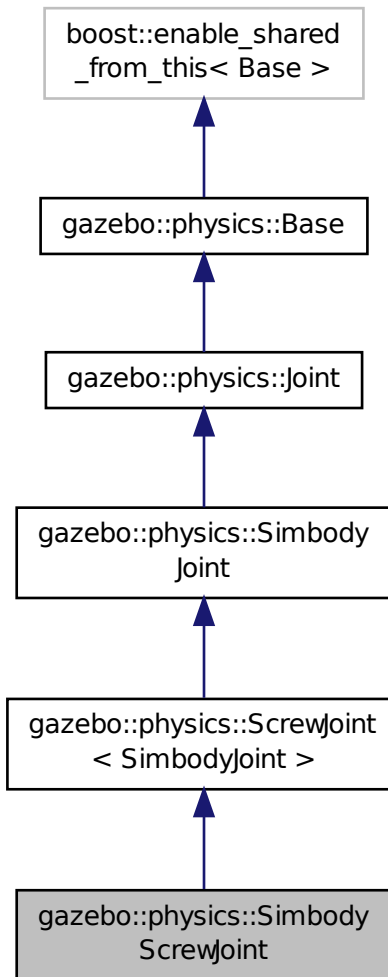 boost::enable_shared
_from_this< Base >
gazebo::physics::Base
gazebo::physics::Joint
gazebo::physics::Simbody
Joint
gazebo::physics::ScrewJoint
< SimbodyJoint >
gazebo::physics::Simbody
ScrewJoint